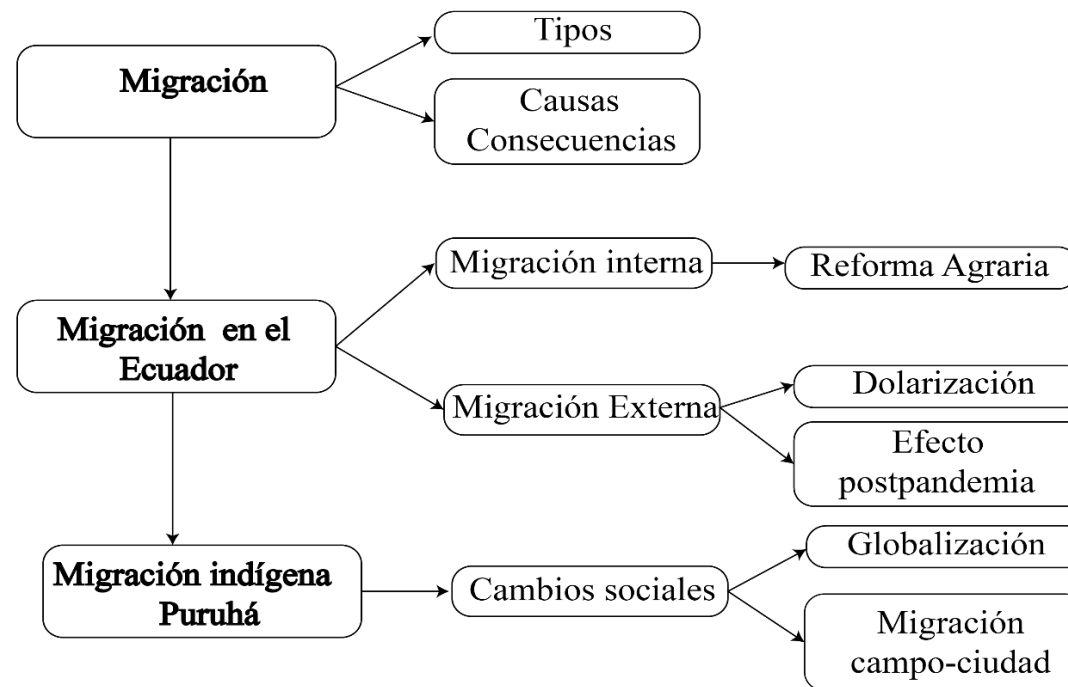 Tipos
Migración
Causas
Consecuencias
Migración interna
Reforma Agraria
Migración en el
Ecuador
Dolarización
Migración Externa
Efecto
postpandemia
Globalización
Migración indígena
Puruhá
Cambios sociales
Migración
campo-ciudad